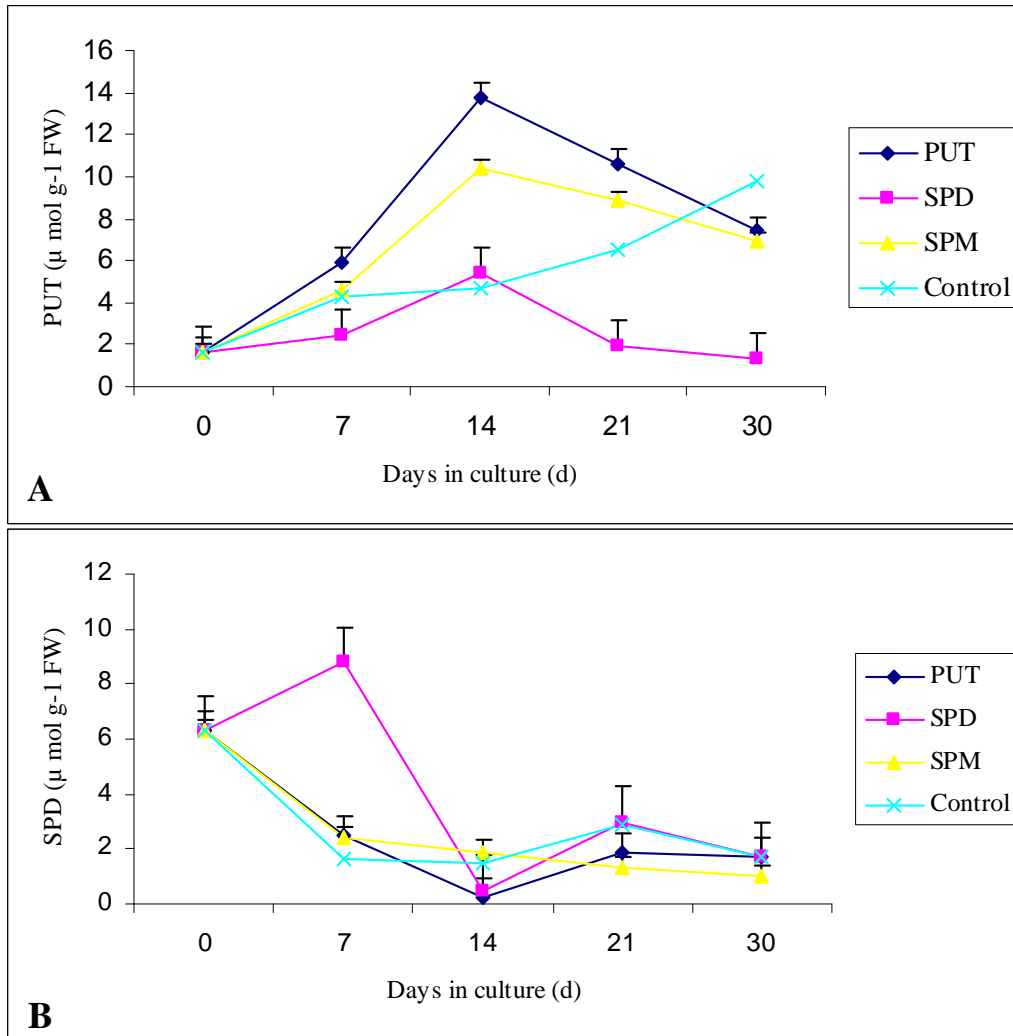 16
14
12
10
8
6
4
2
0
PUT (µ mol g-1 FW)
0 7 14 21 30
Days in culture (d)
PUT
SPD
SPM
Control
A
12
10
8
6
4
2
0
SPD (µ mol g-1 FW)
0 7 14 21 30
Days in culture (d)
PUT
SPD
SPM
Control
B